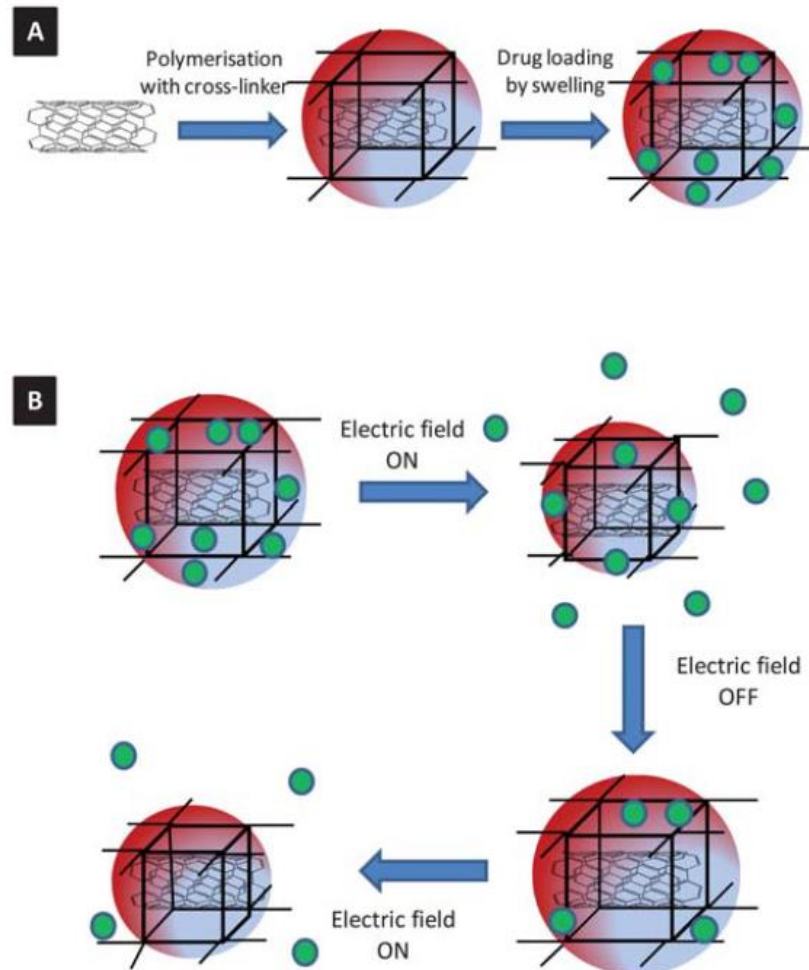 A
Polymerisation
with cross-linker
Drug loading
by swelling
B
Electric field
ON
Electric field
OFF
Electric field
ON